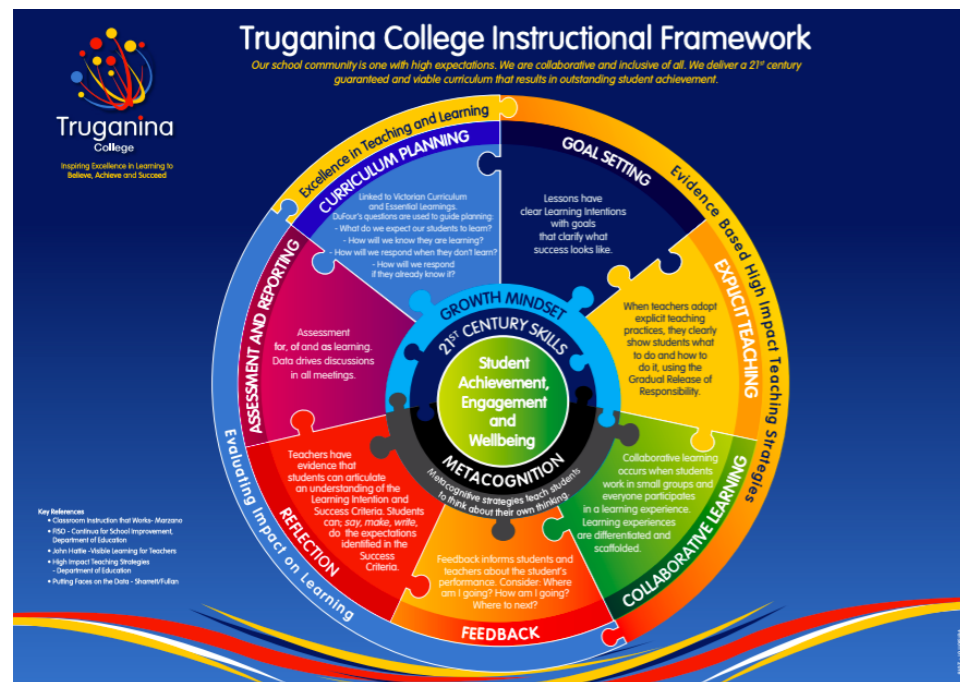 Truganina College Instructional Framework
Our school community is one with high expectations. We are collaborative and inclusive of all. We deliver a 21st century
guaranteed and viable curriculum that results in outstanding student achievement.
Truganina
College
Inspiring Excellence in Learning to
Believe, Achieve and Succeed
Excellence in Teaching and Learning
CURRICULUM PLANNING
Linked to Victorian Curriculum
and Essential Learnings.
DuFour's questions are used to guide planning:
- What do we expect our students to learn?
- How will we know they are learning?
- How will we respond when they don't learn?
- How will we respond
if they already know it?
Evidence Based High Impact Teaching Strategies
GOAL SETTING
Lessons have
clear Learning Intentions
with goals
that clarify what
success looks like.
EXPLICIT TEACHING
When teachers adopt
explicit teaching
practices, they clearly
show students what
to do and how to
do it, using the
Gradual Release of
Responsibility.
COLLABORATIVE LEARNING
Collaborative learning
occurs when students
work in small groups and
everyone participates
in a learning experience.
Learning experiences
are differentiated and
scaffolded.
FEEDBACK
Feedback informs students and
teachers about the student's
performance. Consider: Where
am I going? How am I going?
Where to next?
Evaluating Impact on Learning
REFLECTION
Teachers have
evidence that
students can articulate
an understanding of the
Learning Intention and
Success Criteria. Students
can; say, make, write,
do the expectations
identified in the
Success
Criteria.
ASSESSMENT AND REPORTING
Assessment
for, of and as learning.
Data drives discussions
in all meetings.
GROWTH MINDSET
21ST CENTURY SKILLS
Student
Achievement,
Engagement
and
Wellbeing
METACOGNITION
Metacognitive strategies teach students
to think about their own thinking.
Key References
• Classroom Instruction that Works- Marzano
• FISO - Continua for School Improvement,
Department of Education
• John Hattie -Visible Learning for Teachers
• High Impact Teaching Strategies
- Department of Education
• Putting Faces on the Data - Sharrett/Fullan